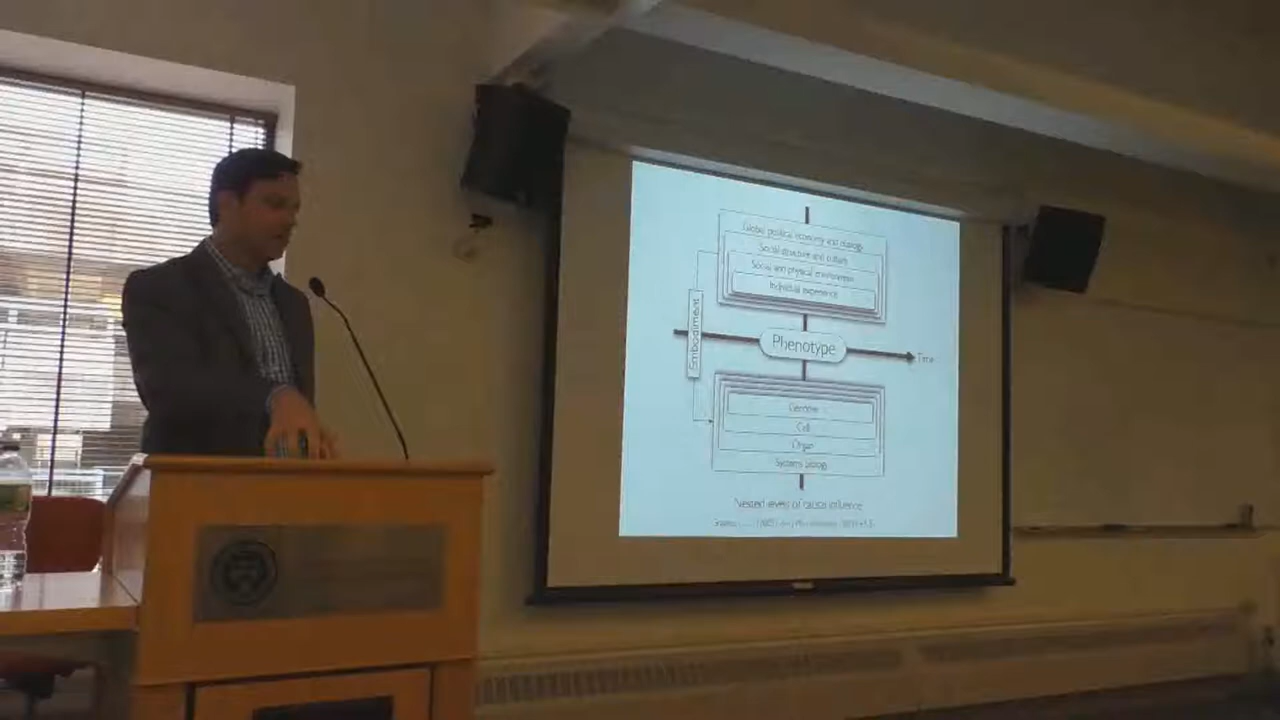 Global political economy and ecology
Social structure and culture
Social and physical environment
Individual experience
Embodiment
Phenotype
Time
Genome
Cell
Organ
Systems biology
Nested levels of causal influence